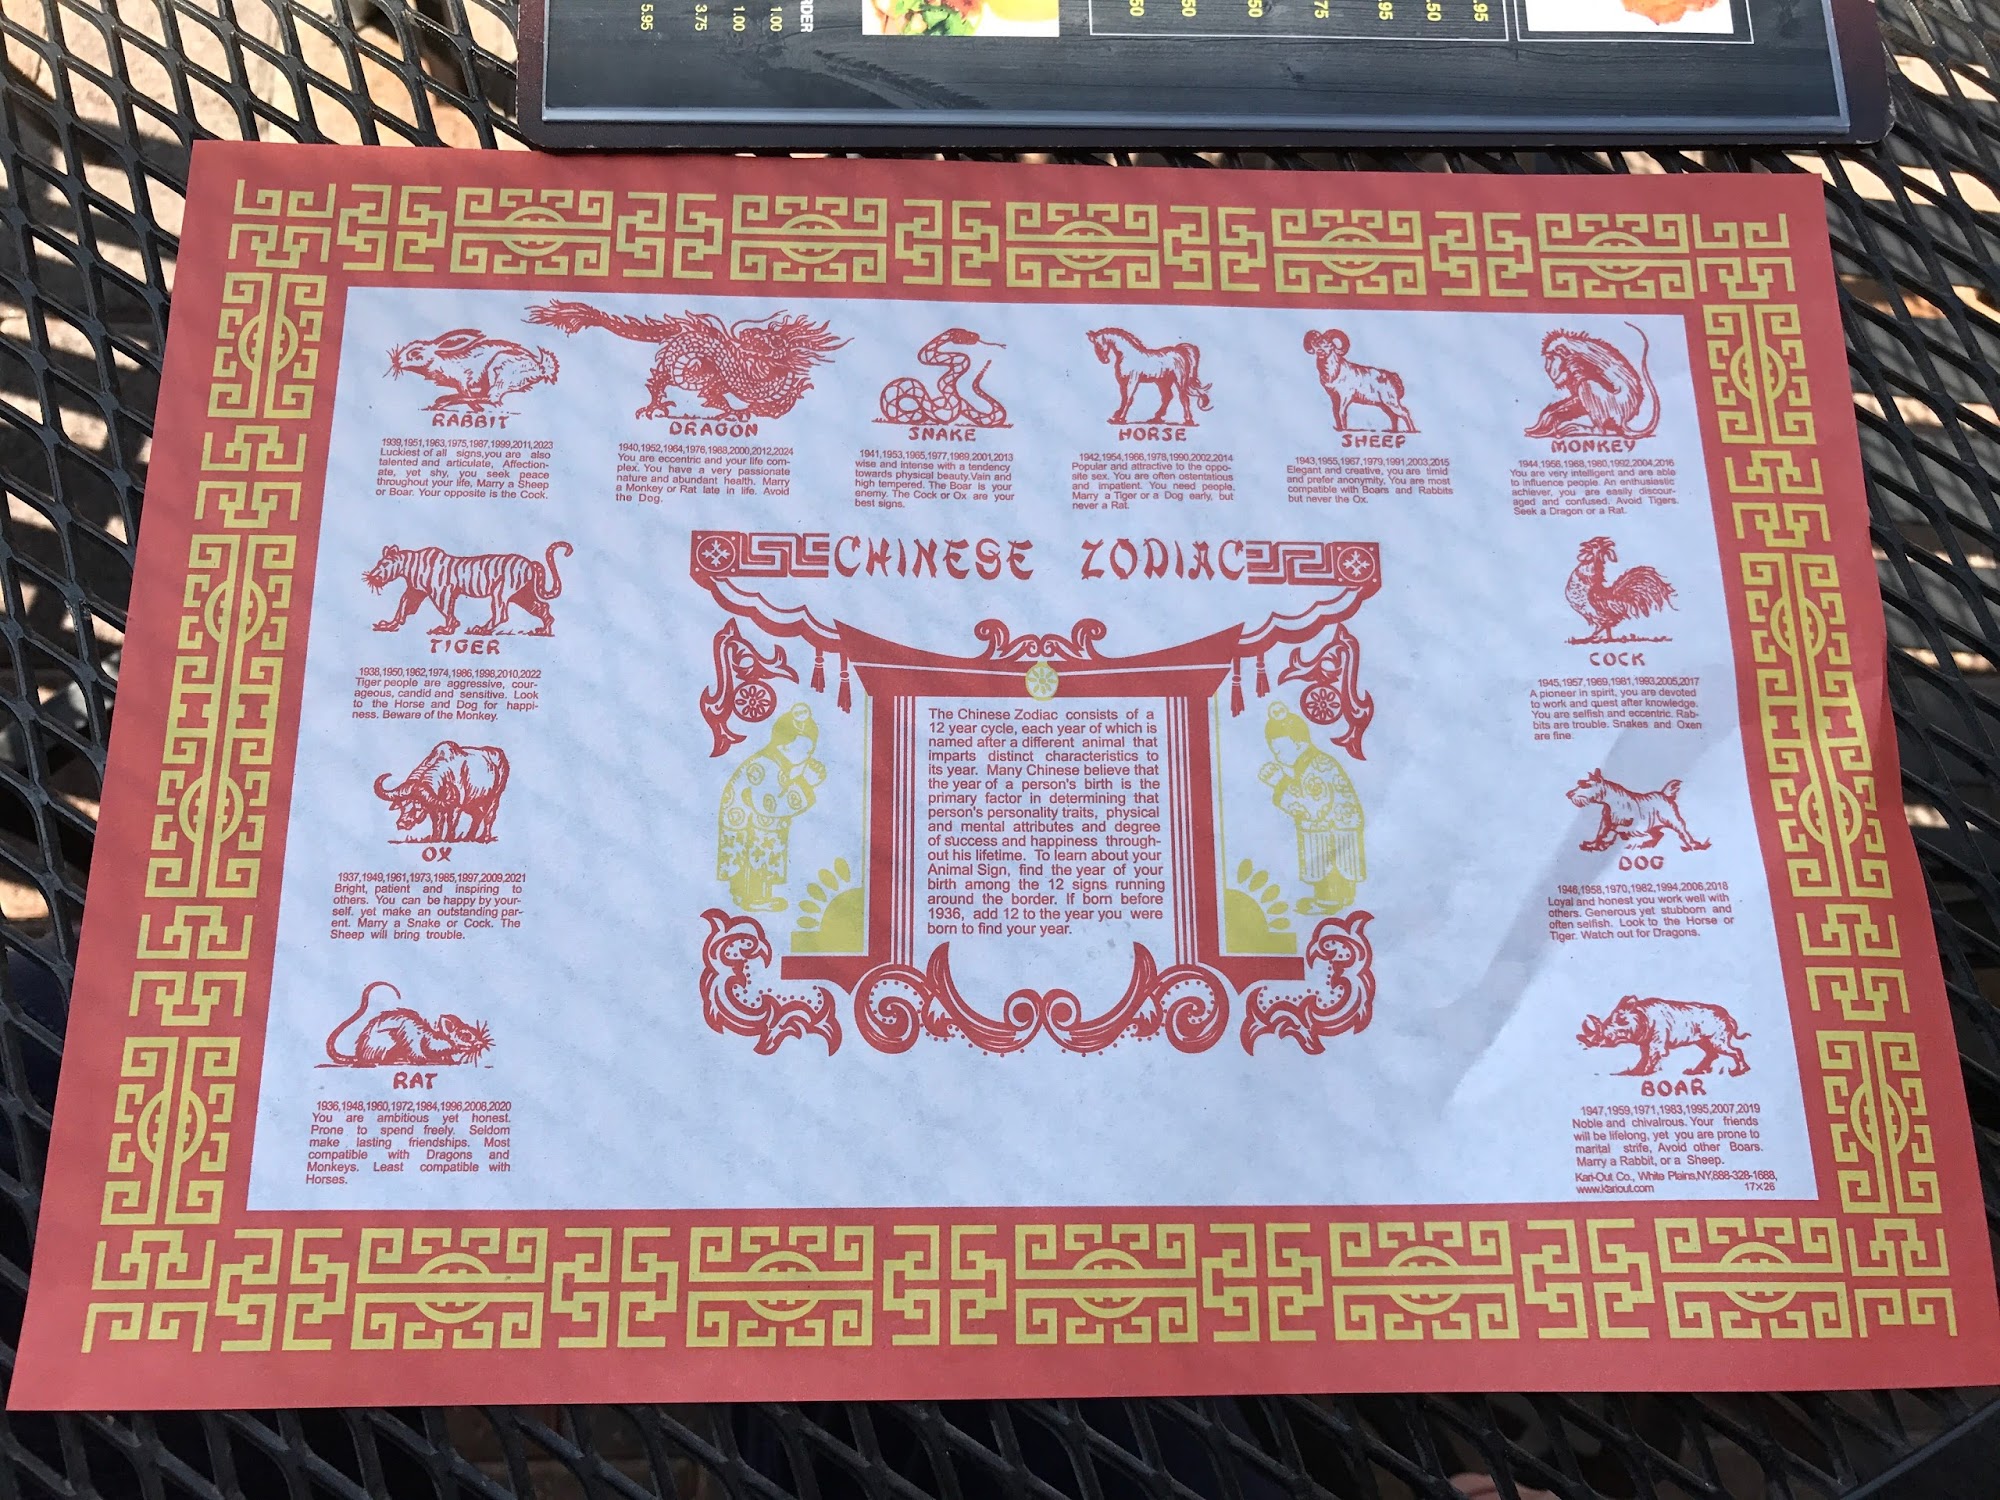 RDER
1.00
1.00
3.75
5.95
.50
.50
.75
.95
.50
.95
RABBIT
1939,1951,1963,1975,1987,1999,2011,2023
Luckiest of all signs,you are also
talented and articulate, Affection-
ate, yet shy, you seek peace
throughout your life, Marry a Sheep
or Boar. Your opposite is the Cock.
DRAGON
1940,1952,1964,1976,1988,2000,2012,2024
You are eccentric and your life com-
plex. You have a very passionate
nature and abundant health. Marry
a Monkey or Rat late in life. Avoid
the Dog.
SNAKE
1941,1953,1965,1977,1989,2001,2013
wise and intense with a tendency
towards physical beauty.Vain and
high tempered. The Boar is your
enemy. The Cock or Ox are your
best signs.
HORSE
1942,1954,1966,1978,1990,2002,2014
Popular and attractive to the oppo-
site sex. You are often ostentatious
and impatient. You need people.
Marry a Tiger or a Dog early, but
never a Rat.
SHEEP
1943,1955,1967,1979,1991,2003,2015
Elegant and creative, you are timid
and prefer anonymity. You are most
compatible with Boars and Rabbits
but never the Ox.
MONKEY
1944,1956,1968,1980,1992,2004,2016
You are very intelligent and are able
to influence people. An enthusiastic
achiever, you are easily discour-
aged and confused. Avoid Tigers.
Seek a Dragon or a Rat.
TIGER
1938,1950,1962,1974,1986,1998,2010,2022
Tiger people are aggressive, cour-
ageous, candid and sensitive. Look
to the Horse and Dog for happi-
ness. Beware of the Monkey.
CHINESE ZODIAC
COCK
1945,1957,1969,1981,1993,2005,2017
A pioneer in spirit, you are devoted
to work and quest after knowledge.
You are selfish and eccentric. Rab-
bits are trouble. Snakes and Oxen
are fine.
The Chinese Zodiac consists of a
12 year cycle, each year of which is
named after a different animal that
imparts distinct characteristics to
its year. Many Chinese believe that
the year of a person's birth is the
primary factor in determining that
person's personality traits, physical
and mental attributes and degree
of success and happiness through-
out his lifetime. To learn about your
Animal Sign, find the year of your
birth among the 12 signs running
around the border. If born before
1936, add 12 to the year you were
born to find your year.
OX
1937,1949,1961,1973,1985,1997,2009,2021
Bright, patient and inspiring to
others. You can be happy by your-
self, yet make an outstanding par-
ent. Marry a Snake or Cock. The
Sheep will bring trouble.
DOG
1946,1958,1970,1982,1994,2006,2018
Loyal and honest you work well with
others. Generous yet stubborn and
often selfish. Look to the Horse or
Tiger. Watch out for Dragons.
RAT
1936,1948,1960,1972,1984,1996,2008,2020
You are ambitious yet honest.
Prone to spend freely. Seldom
make lasting friendships. Most
compatible with Dragons and
Monkeys. Least compatible with
Horses.
BOAR
1947,1959,1971,1983,1995,2007,2019
Noble and chivalrous. Your friends
will be lifelong, yet you are prone to
marital strife, Avoid other Boars.
Marry a Rabbit, or a Sheep.
Kari-Out Co., White Plains,NY,888-328-1688,
www.Kariout.com 17×26